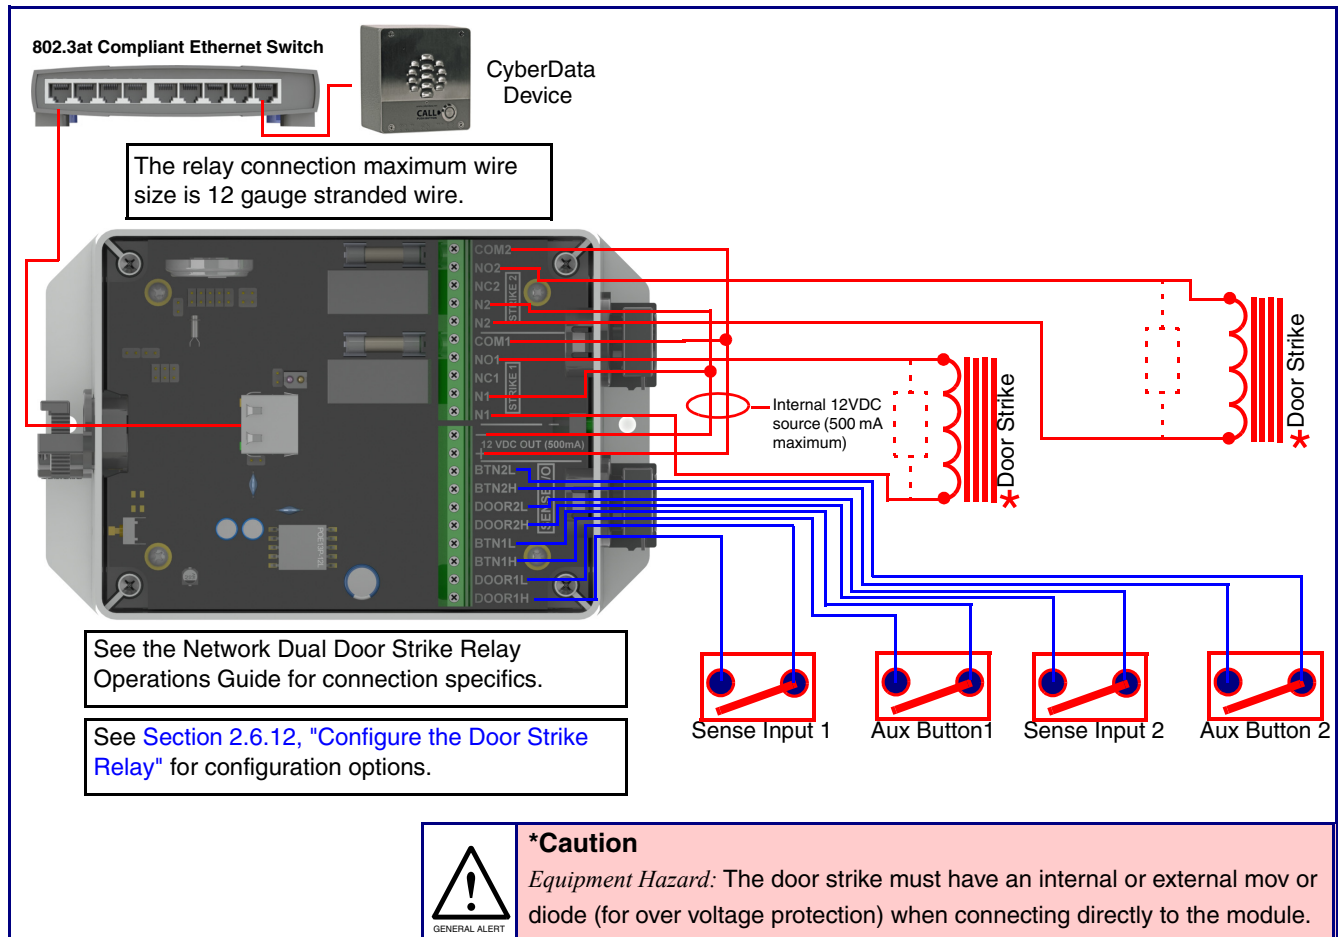 802.3at Compliant Ethernet Switch
CyberData
Device
CALL
The relay connection maximum wire
size is 12 gauge stranded wire.
COM2
NO2
NC2
N2
N2
STRIKE 2
COM1
NO1
NC1
N1
N1
STRIKE 1
-
12 VDC OUT (500mA)
+
BTN2L
BTN2H
DOOR2L
DOOR2H
BTN1L
BTN1H
DOOR1L
DOOR1H
Internal 12VDC
source (500 mA
maximum)
*Door Strike
*Door Strike
Sense Input 1
Aux Button1
Sense Input 2
Aux Button 2
See the Network Dual Door Strike Relay
Operations Guide for connection specifics.
See Section 2.6.12, "Configure the Door Strike
Relay" for configuration options.
GENERAL ALERT
*Caution
Equipment Hazard: The door strike must have an internal or external mov or
diode (for over voltage protection) when connecting directly to the module.